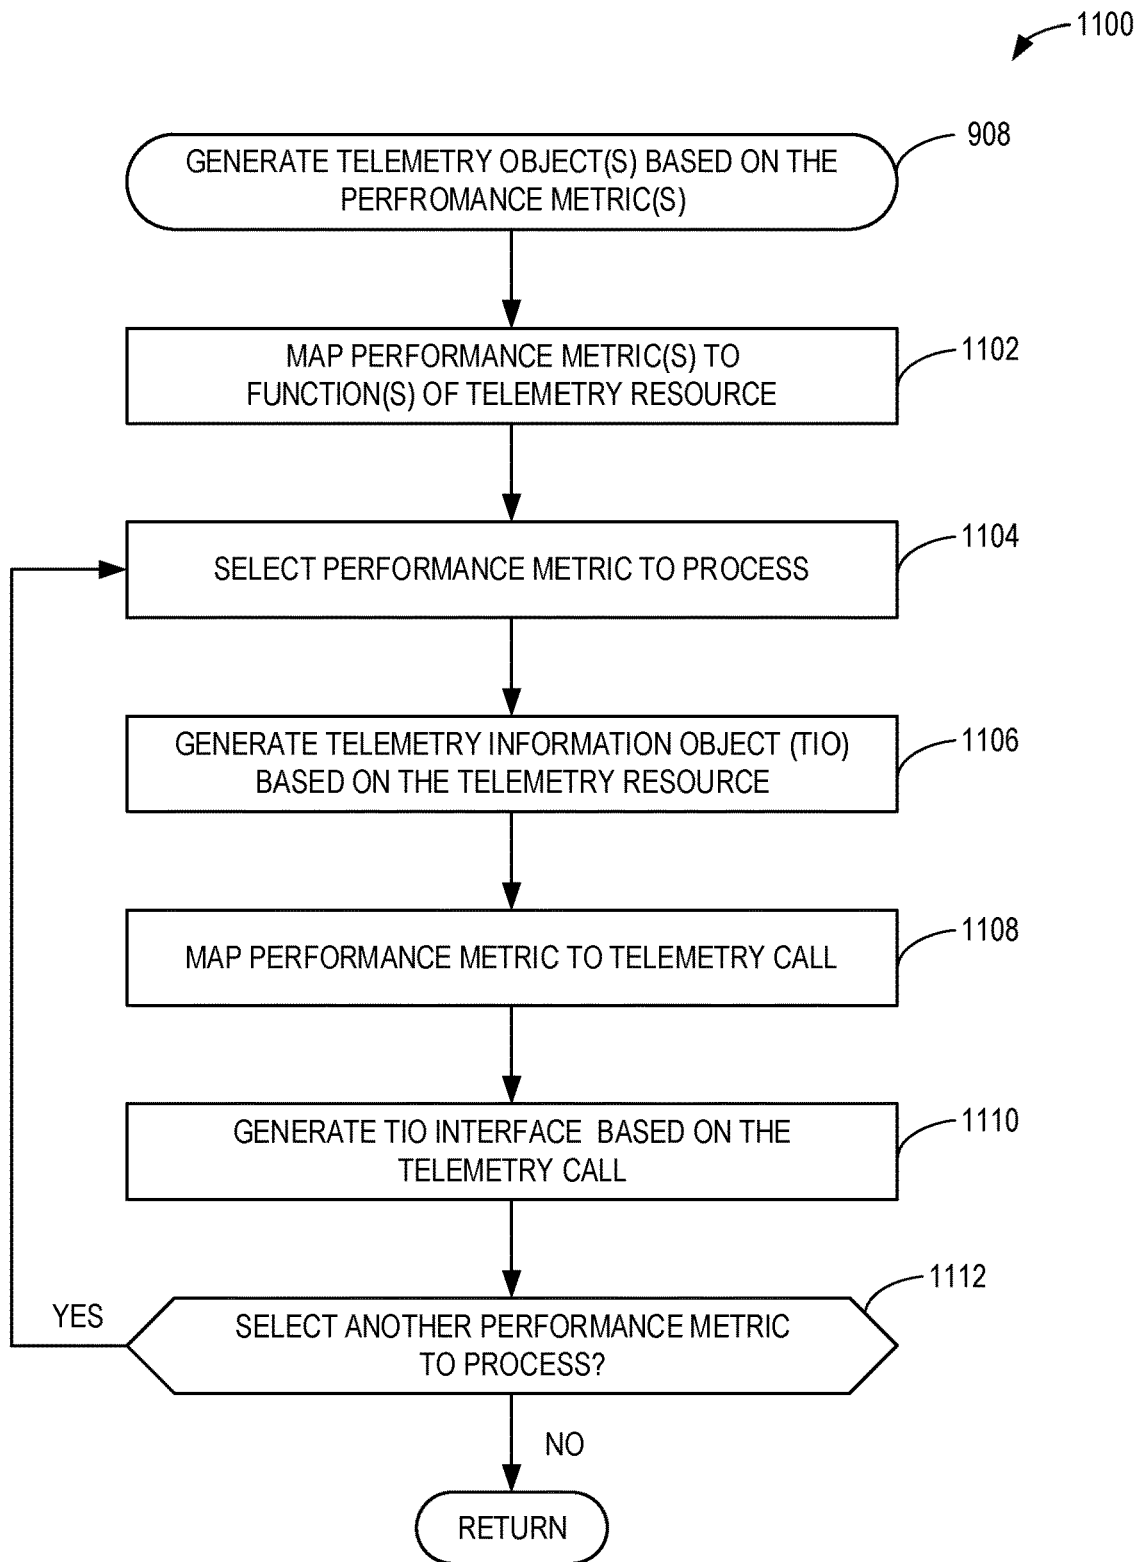 1100
GENERATE TELEMETRY OBJECT(S) BASED ON THE
PERFROMANCE METRIC(S)
908
MAP PERFORMANCE METRIC(S) TO
FUNCTION(S) OF TELEMETRY RESOURCE
1102
SELECT PERFORMANCE METRIC TO PROCESS
1104
GENERATE TELEMETRY INFORMATION OBJECT (TIO)
BASED ON THE TELEMETRY RESOURCE
1106
MAP PERFORMANCE METRIC TO TELEMETRY CALL
1108
GENERATE TIO INTERFACE BASED ON THE
TELEMETRY CALL
1110
SELECT ANOTHER PERFORMANCE METRIC
TO PROCESS?
1112
YES
NO
RETURN